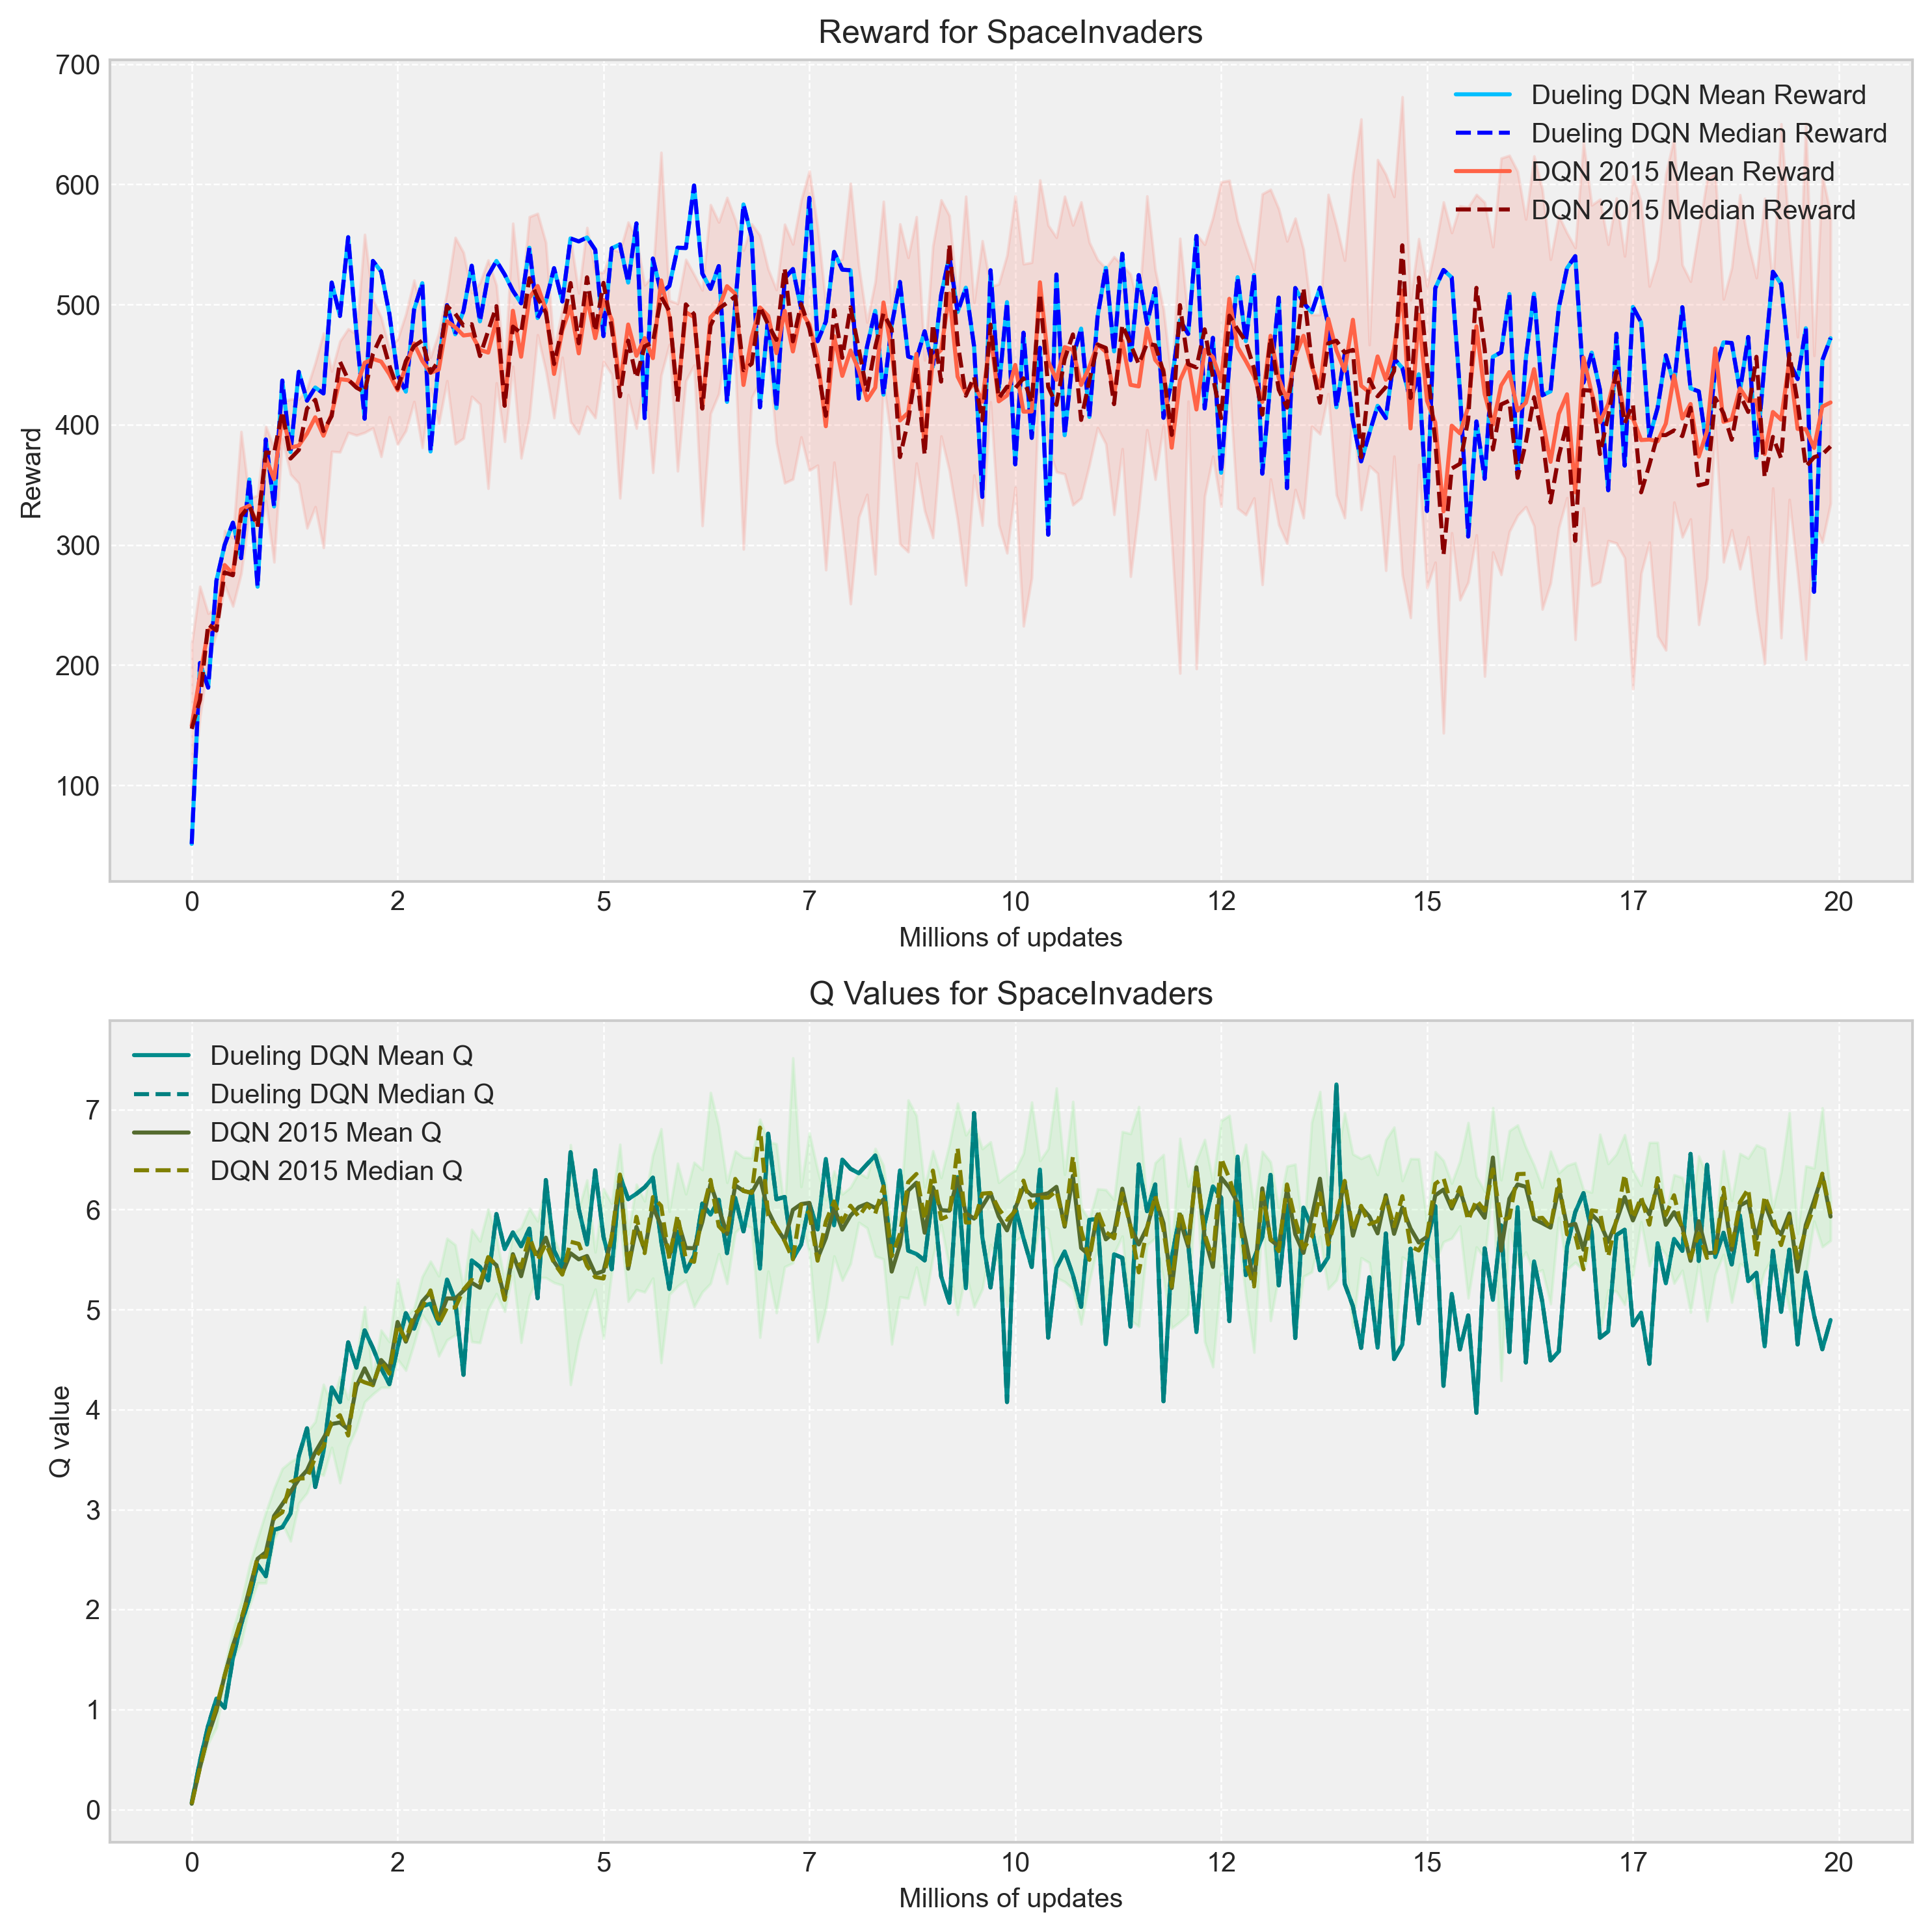 Reward for SpaceInvaders
700
600
500
400
300
200
100
Reward
Dueling DQN Mean Reward
Dueling DQN Median Reward
DQN 2015 Mean Reward
DQN 2015 Median Reward
0 2 5 7 10 12 15 17 20
Millions of updates
Q Values for SpaceInvaders
Dueling DQN Mean Q
Dueling DQN Median Q
DQN 2015 Mean Q
DQN 2015 Median Q
7
6
5
4
3
2
1
0
Q value
0 2 5 7 10 12 15 17 20
Millions of updates